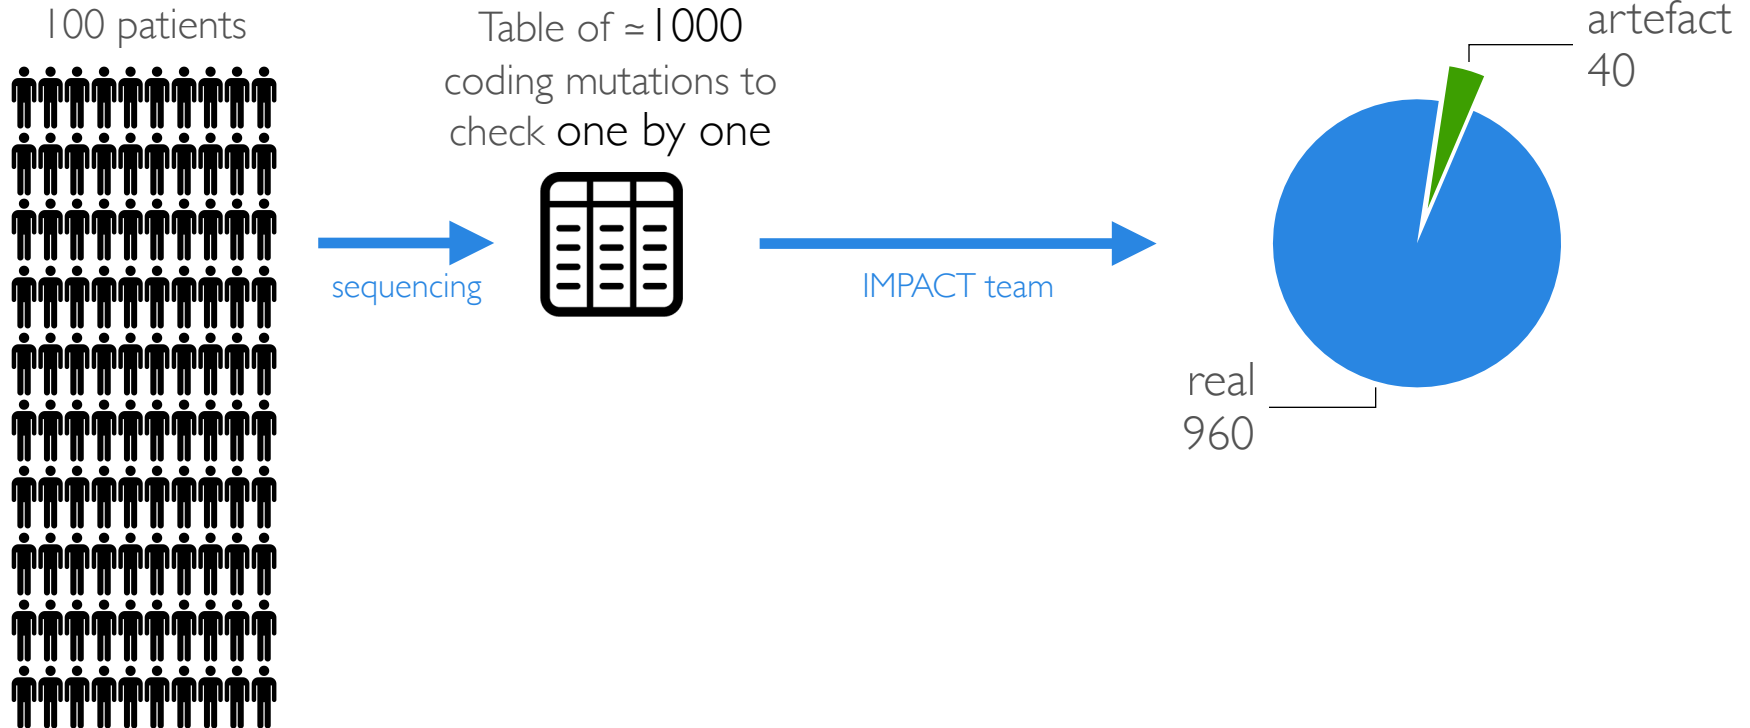 100 patients
Table of ≃1000
coding mutations to
check one by one
sequencing
IMPACT team
artefact
40
real
960